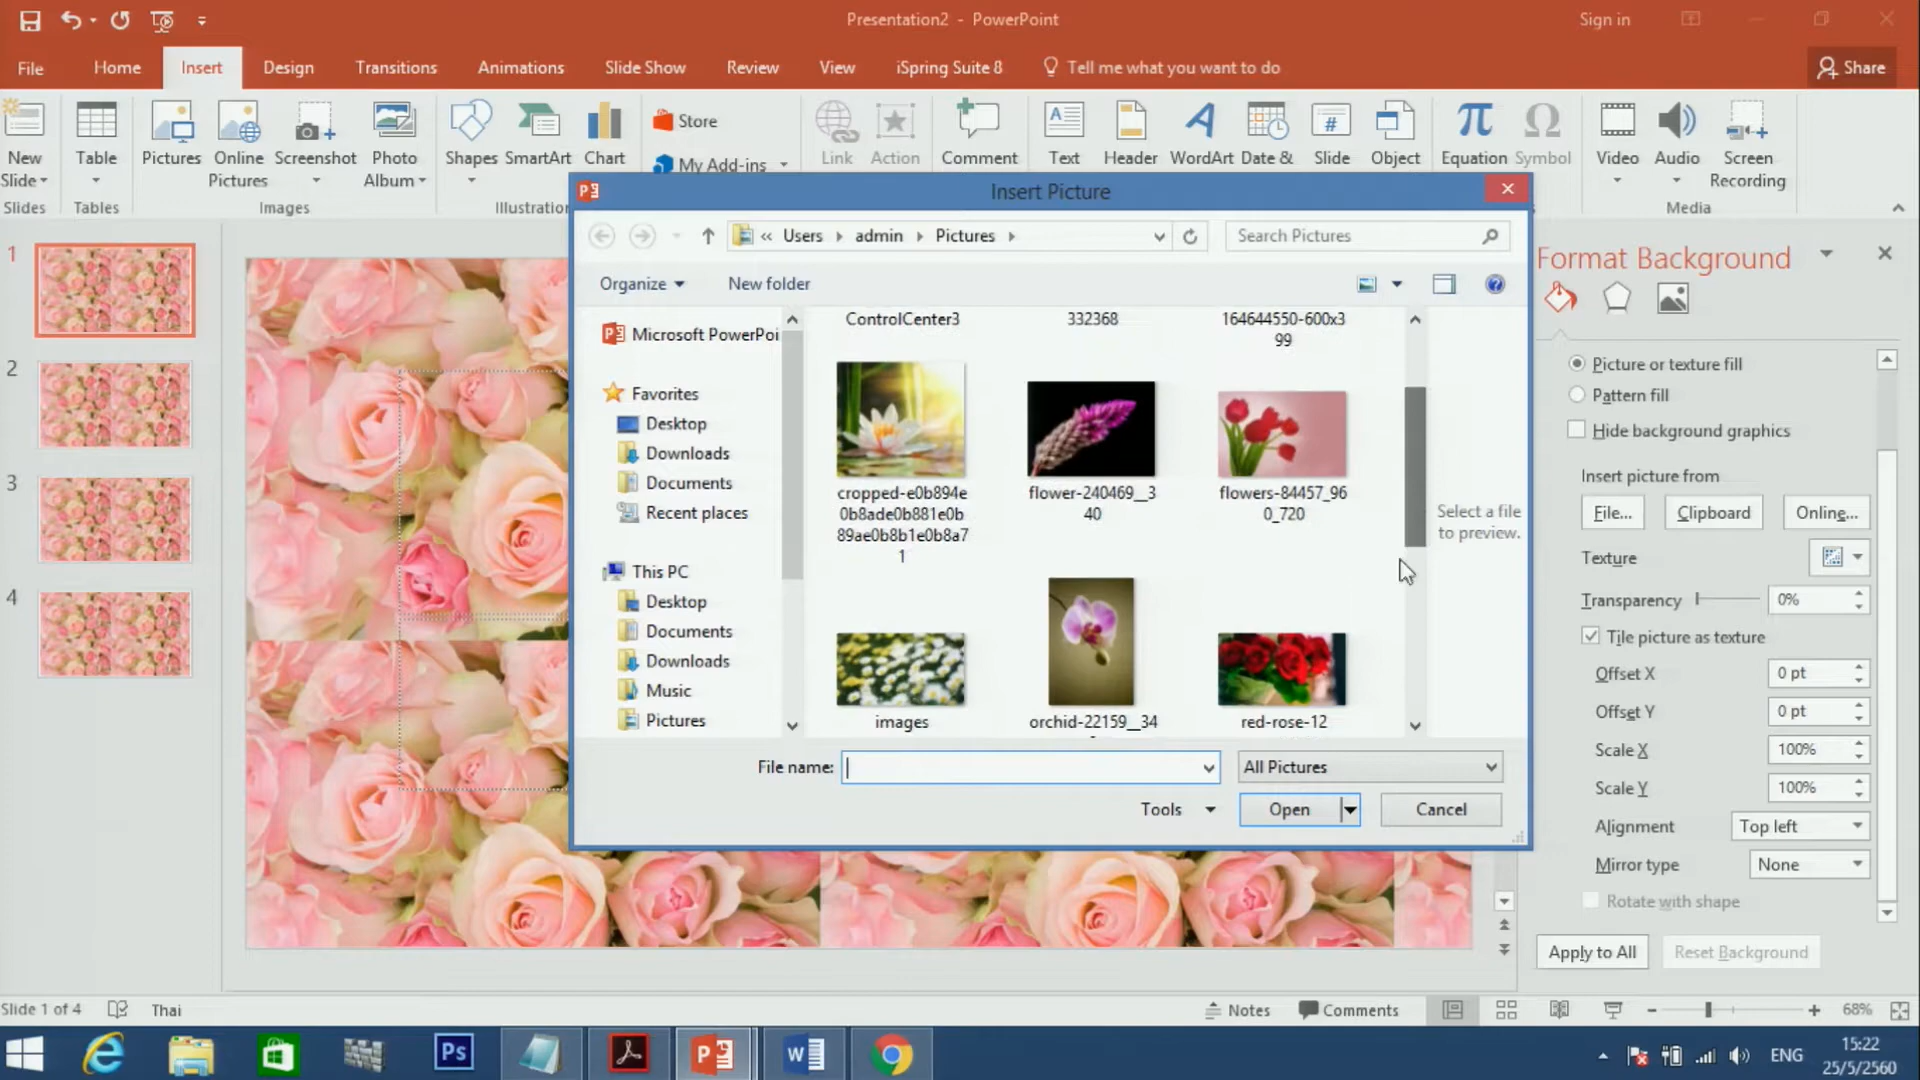 Presentation2 - PowerPoint
Sign in
File
Home
Insert
Design
Transitions
Animations
Slide Show
Review
View
iSpring Suite 8
Tell me what you want to do
Share
New
Slide
Table
Pictures
Online
Pictures
Screenshot
Photo
Album
Shapes
SmartArt
Chart
Store
My Add-ins
Link
Action
Comment
Text
Header
WordArt
Date &
Slide
Object
Equation
Symbol
Video
Audio
Screen
Recording
Slides
Tables
Images
Illustration
Media
Insert Picture
Users
admin
Pictures
Search Pictures
Organize
New folder
Microsoft PowerPoi
Favorites
Desktop
Downloads
Documents
Recent places
This PC
Desktop
Documents
Downloads
Music
Pictures
ControlCenter3
332368
164644550-600x3
99
cropped-e0b894e
0b8ade0b881e0b
89ae0b8b1e0b8a7
1
flower-240469__3
40
flowers-84457_96
0_720
images
orchid-22159__34
red-rose-12
Select a file
to preview.
File name:
All Pictures
Tools
Open
Cancel
Format Background
Picture or texture fill
Pattern fill
Hide background graphics
Insert picture from
File...
Clipboard
Online...
Texture
Transparency
0%
Tile picture as texture
Offset X
0 pt
Offset Y
0 pt
Scale X
100%
Scale Y
100%
Alignment
Top left
Mirror type
None
Rotate with shape
Apply to All
Reset Background
1
2
3
4
Slide 1 of 4
Thai
Notes
Comments
68%
Ps
ENG
15:22
25/5/2560